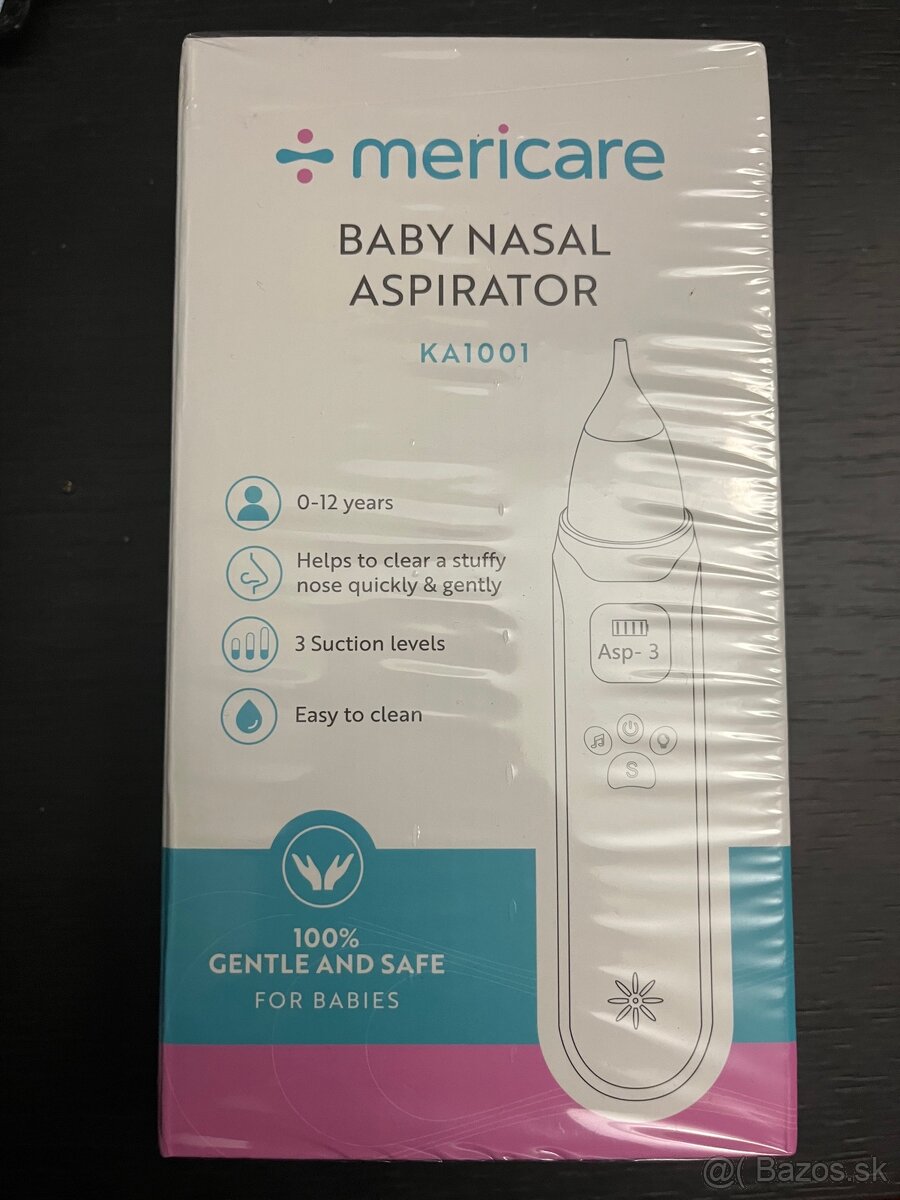 mericare
BABY NASAL
ASPIRATOR
KA1001
0-12 years
Helps to clear a stuffy
nose quickly & gently
3 Suction levels
Easy to clean
Asp- 3
S
100%
GENTLE AND SAFE
FOR BABIES
@( Bazos.sk